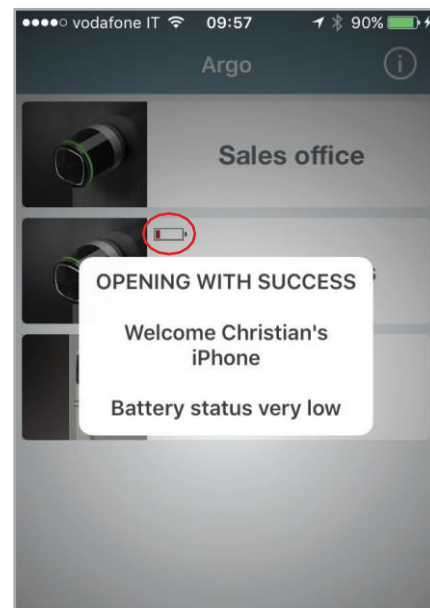 vodafone IT 09:57 90%
Argo
Sales office
OPENING WITH SUCCESS
Welcome Christian's
iPhone
Battery status very low